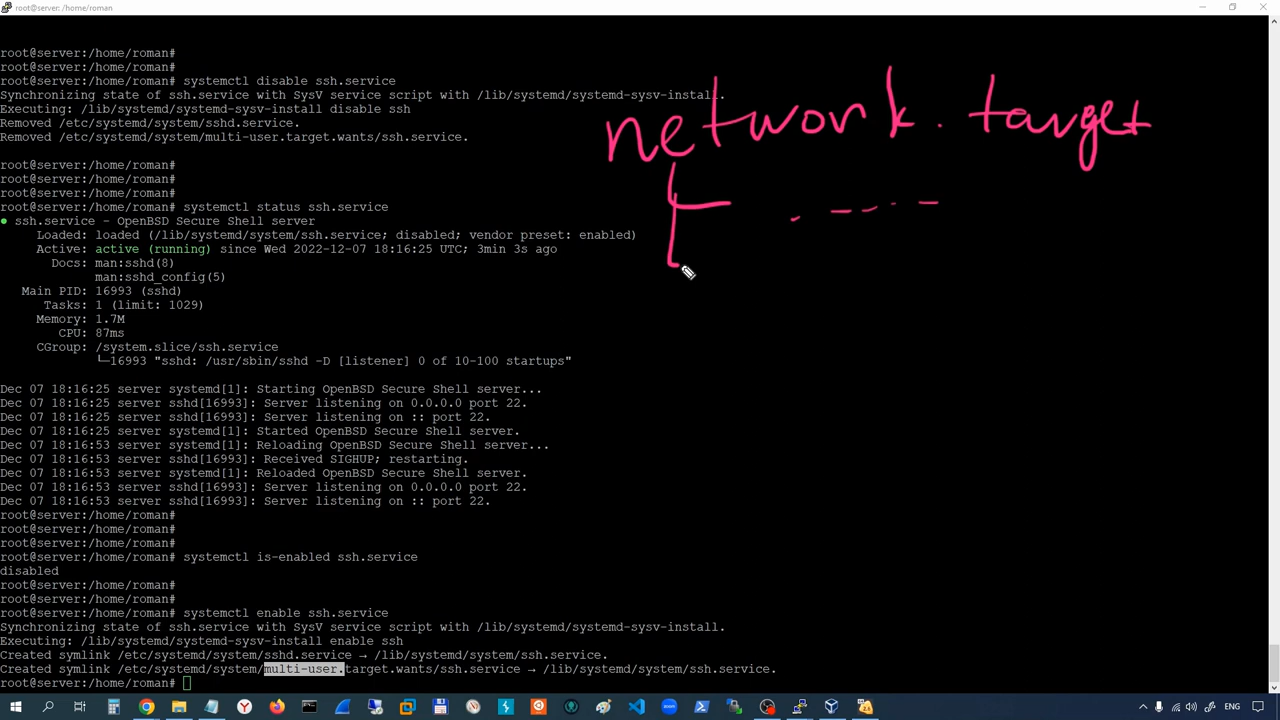 root@server: /home/roman
root@server:/home/roman#
root@server:/home/roman#
root@server:/home/roman# systemctl disable ssh.service
Synchronizing state of ssh.service with SysV service script with /lib/systemd/systemd-sysv-install.
Executing: /lib/systemd/systemd-sysv-install disable ssh
Removed /etc/systemd/system/sshd.service.
Removed /etc/systemd/system/multi-user.target.wants/ssh.service.
network.target
root@server:/home/roman#
root@server:/home/roman#
root@server:/home/roman#
root@server:/home/roman# systemctl status ssh.service
● ssh.service - OpenBSD Secure Shell server
Loaded: loaded (/lib/systemd/system/ssh.service; disabled; vendor preset: enabled)
Active: active (running) since Wed 2022-12-07 18:16:25 UTC; 3min 3s ago
Docs: man:sshd(8)
man:sshd_config(5)
Main PID: 16993 (sshd)
Tasks: 1 (limit: 1029)
Memory: 1.7M
CPU: 87ms
CGroup: /system.slice/ssh.service
└─16993 "sshd: /usr/sbin/sshd -D [listener] 0 of 10-100 startups"
Dec 07 18:16:25 server systemd[1]: Starting OpenBSD Secure Shell server...
Dec 07 18:16:25 server sshd[16993]: Server listening on 0.0.0.0 port 22.
Dec 07 18:16:25 server sshd[16993]: Server listening on :: port 22.
Dec 07 18:16:25 server systemd[1]: Started OpenBSD Secure Shell server.
Dec 07 18:16:53 server systemd[1]: Reloading OpenBSD Secure Shell server...
Dec 07 18:16:53 server sshd[16993]: Received SIGHUP; restarting.
Dec 07 18:16:53 server systemd[1]: Reloaded OpenBSD Secure Shell server.
Dec 07 18:16:53 server sshd[16993]: Server listening on 0.0.0.0 port 22.
Dec 07 18:16:53 server sshd[16993]: Server listening on :: port 22.
root@server:/home/roman#
root@server:/home/roman#
root@server:/home/roman#
root@server:/home/roman# systemctl is-enabled ssh.service
disabled
root@server:/home/roman#
root@server:/home/roman#
root@server:/home/roman# systemctl enable ssh.service
Synchronizing state of ssh.service with SysV service script with /lib/systemd/systemd-sysv-install.
Executing: /lib/systemd/systemd-sysv-install enable ssh
Created symlink /etc/systemd/system/sshd.service → /lib/systemd/system/ssh.service.
Created symlink /etc/systemd/system/multi-user.target.wants/ssh.service → /lib/systemd/system/ssh.service.
root@server:/home/roman#
ENG